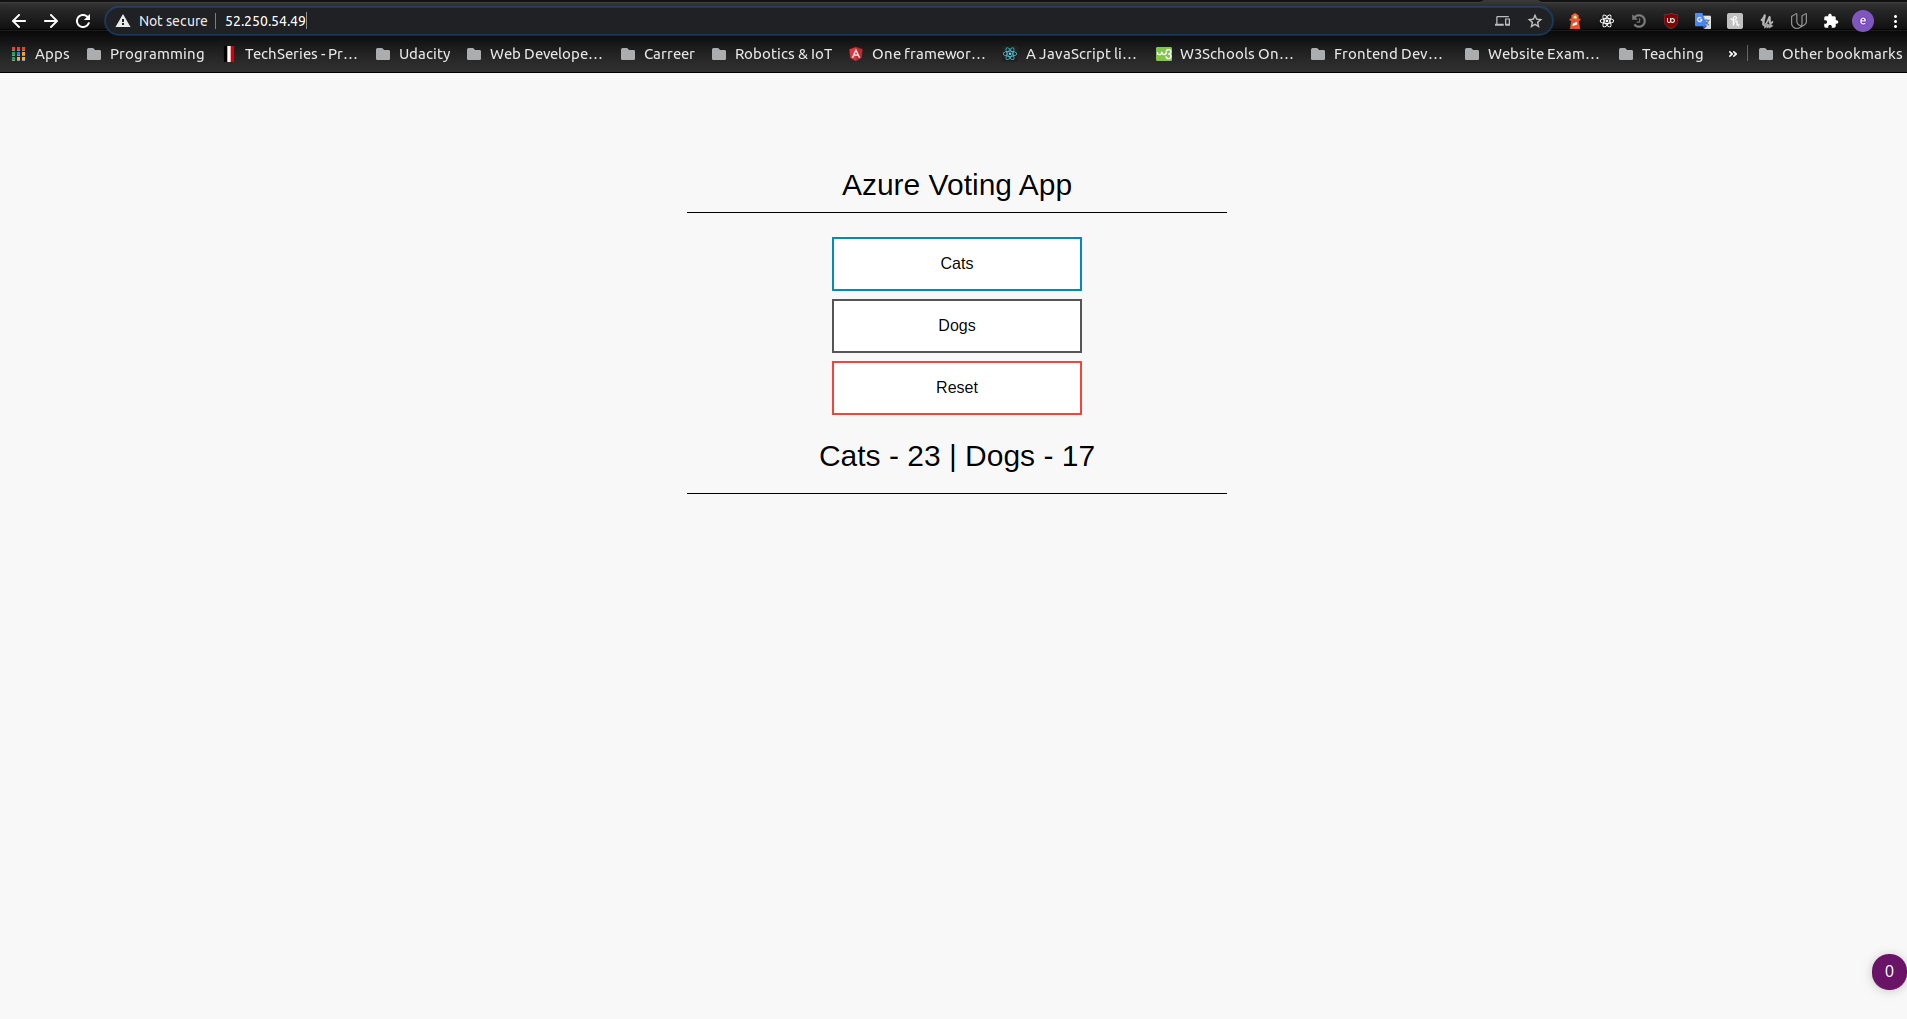 Not secure 52.250.54.49
Apps Programming TechSeries - Pr... Udacity Web Develope... Carreer Robotics & IoT One framewor... A JavaScript li... W3Schools On... Frontend Dev... Website Exam... Teaching » Other bookmarks
Azure Voting App
Cats
Dogs
Reset
Cats - 23 | Dogs - 17
0